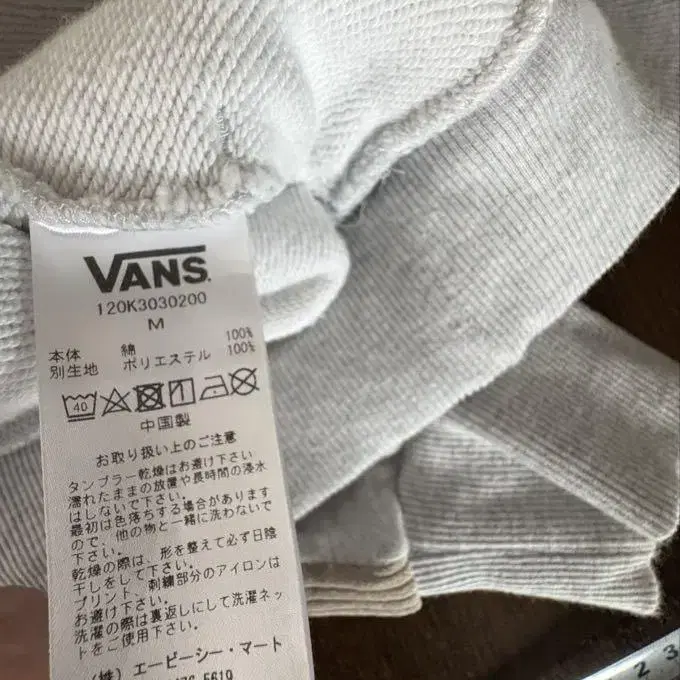 VANS
120K3030200
M
本体 綿 100%
別生地 ポリエステル 100%
40
中国製
お取り扱い上のご注意
タンブラー乾燥はお避け下さい
濡れたままの放置や長時間の浸水
はしないで下さい。
最初は色落ちする場合があります
ので、他の物と一緒に洗わないで
下さい。
乾燥の際は、形を整えて必ず日陰
干しをして下さい。
プリント、刺繍部分のアイロンは
お避け下さい。
洗濯の際は裏返しにして洗濯ネッ
トをご使用下さい。
(株) エービーシー・マート
5610
2 3